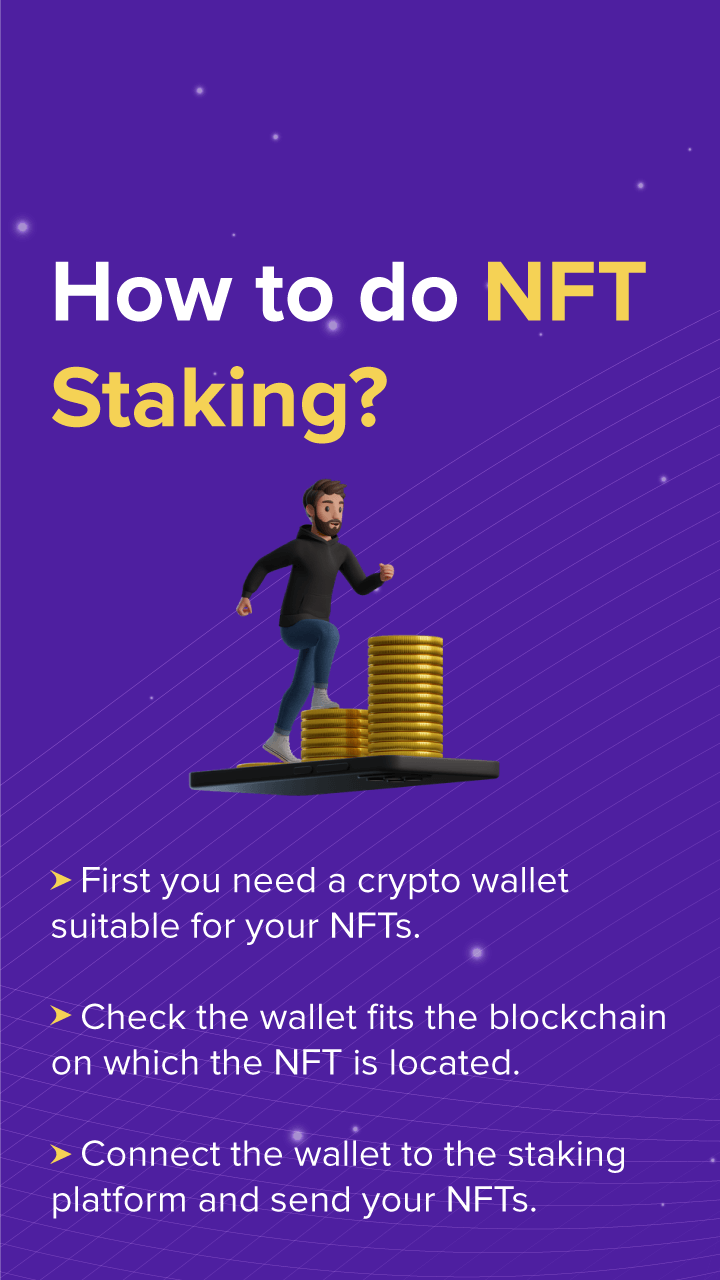 How to do NFT
Staking?
➤ First you need a crypto wallet
suitable for your NFTs.
➤ Check the wallet fits the blockchain
on which the NFT is located.
➤ Connect the wallet to the staking
platform and send your NFTs.